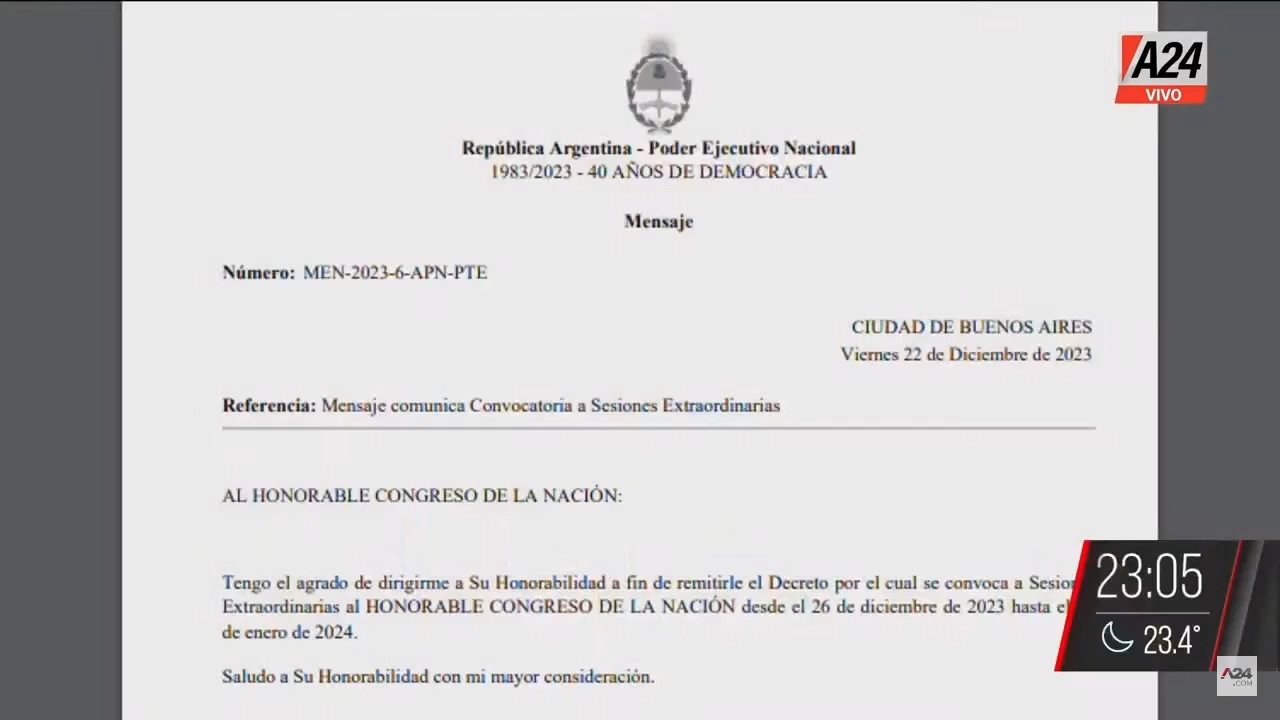 A24
VIVO
República Argentina - Poder Ejecutivo Nacional
1983/2023 - 40 AÑOS DE DEMOCRACIA
Mensaje
Número: MEN-2023-6-APN-PTE
CIUDAD DE BUENOS AIRES
Viernes 22 de Diciembre de 2023
Referencia: Mensaje comunica Convocatoria a Sesiones Extraordinarias
AL HONORABLE CONGRESO DE LA NACIÓN:
Tengo el agrado de dirigirme a Su Honorabilidad a fin de remitirle el Decreto por el cual se convoca a
Extraordinarias al HONORABLE CONGRESO DE LA NACIÓN desde el 26 de diciembre de 2023 hasta
de enero de 2024.
Saludo a Su Honorabilidad con mi mayor consideración.
23:05
23.4°
A24
.COM